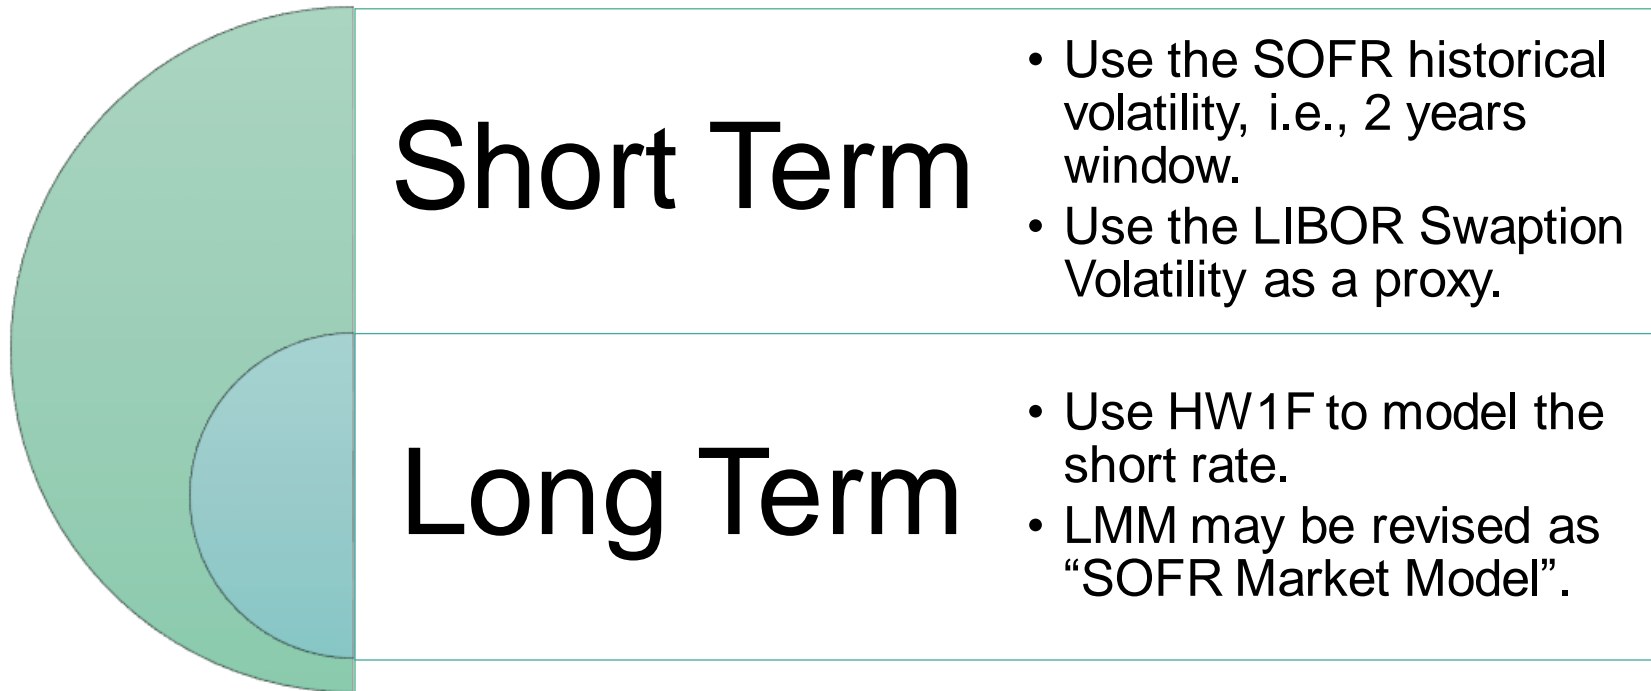 Short Term
• Use the SOFR historical
volatility, i.e., 2 years
window.
• Use the LIBOR Swaption
Volatility as a proxy.
Long Term
• Use HW1F to model the
short rate.
• LMM may be revised as
“SOFR Market Model”.